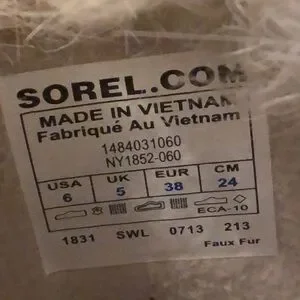 SOREL.COM
MADE IN VIETNAM
Fabriqué Au Vietnam
1484031060
NY1852-060
USA UK EUR CM
6 5 38 24
ECA-10
1831 SWL 0713 213
Faux Fur